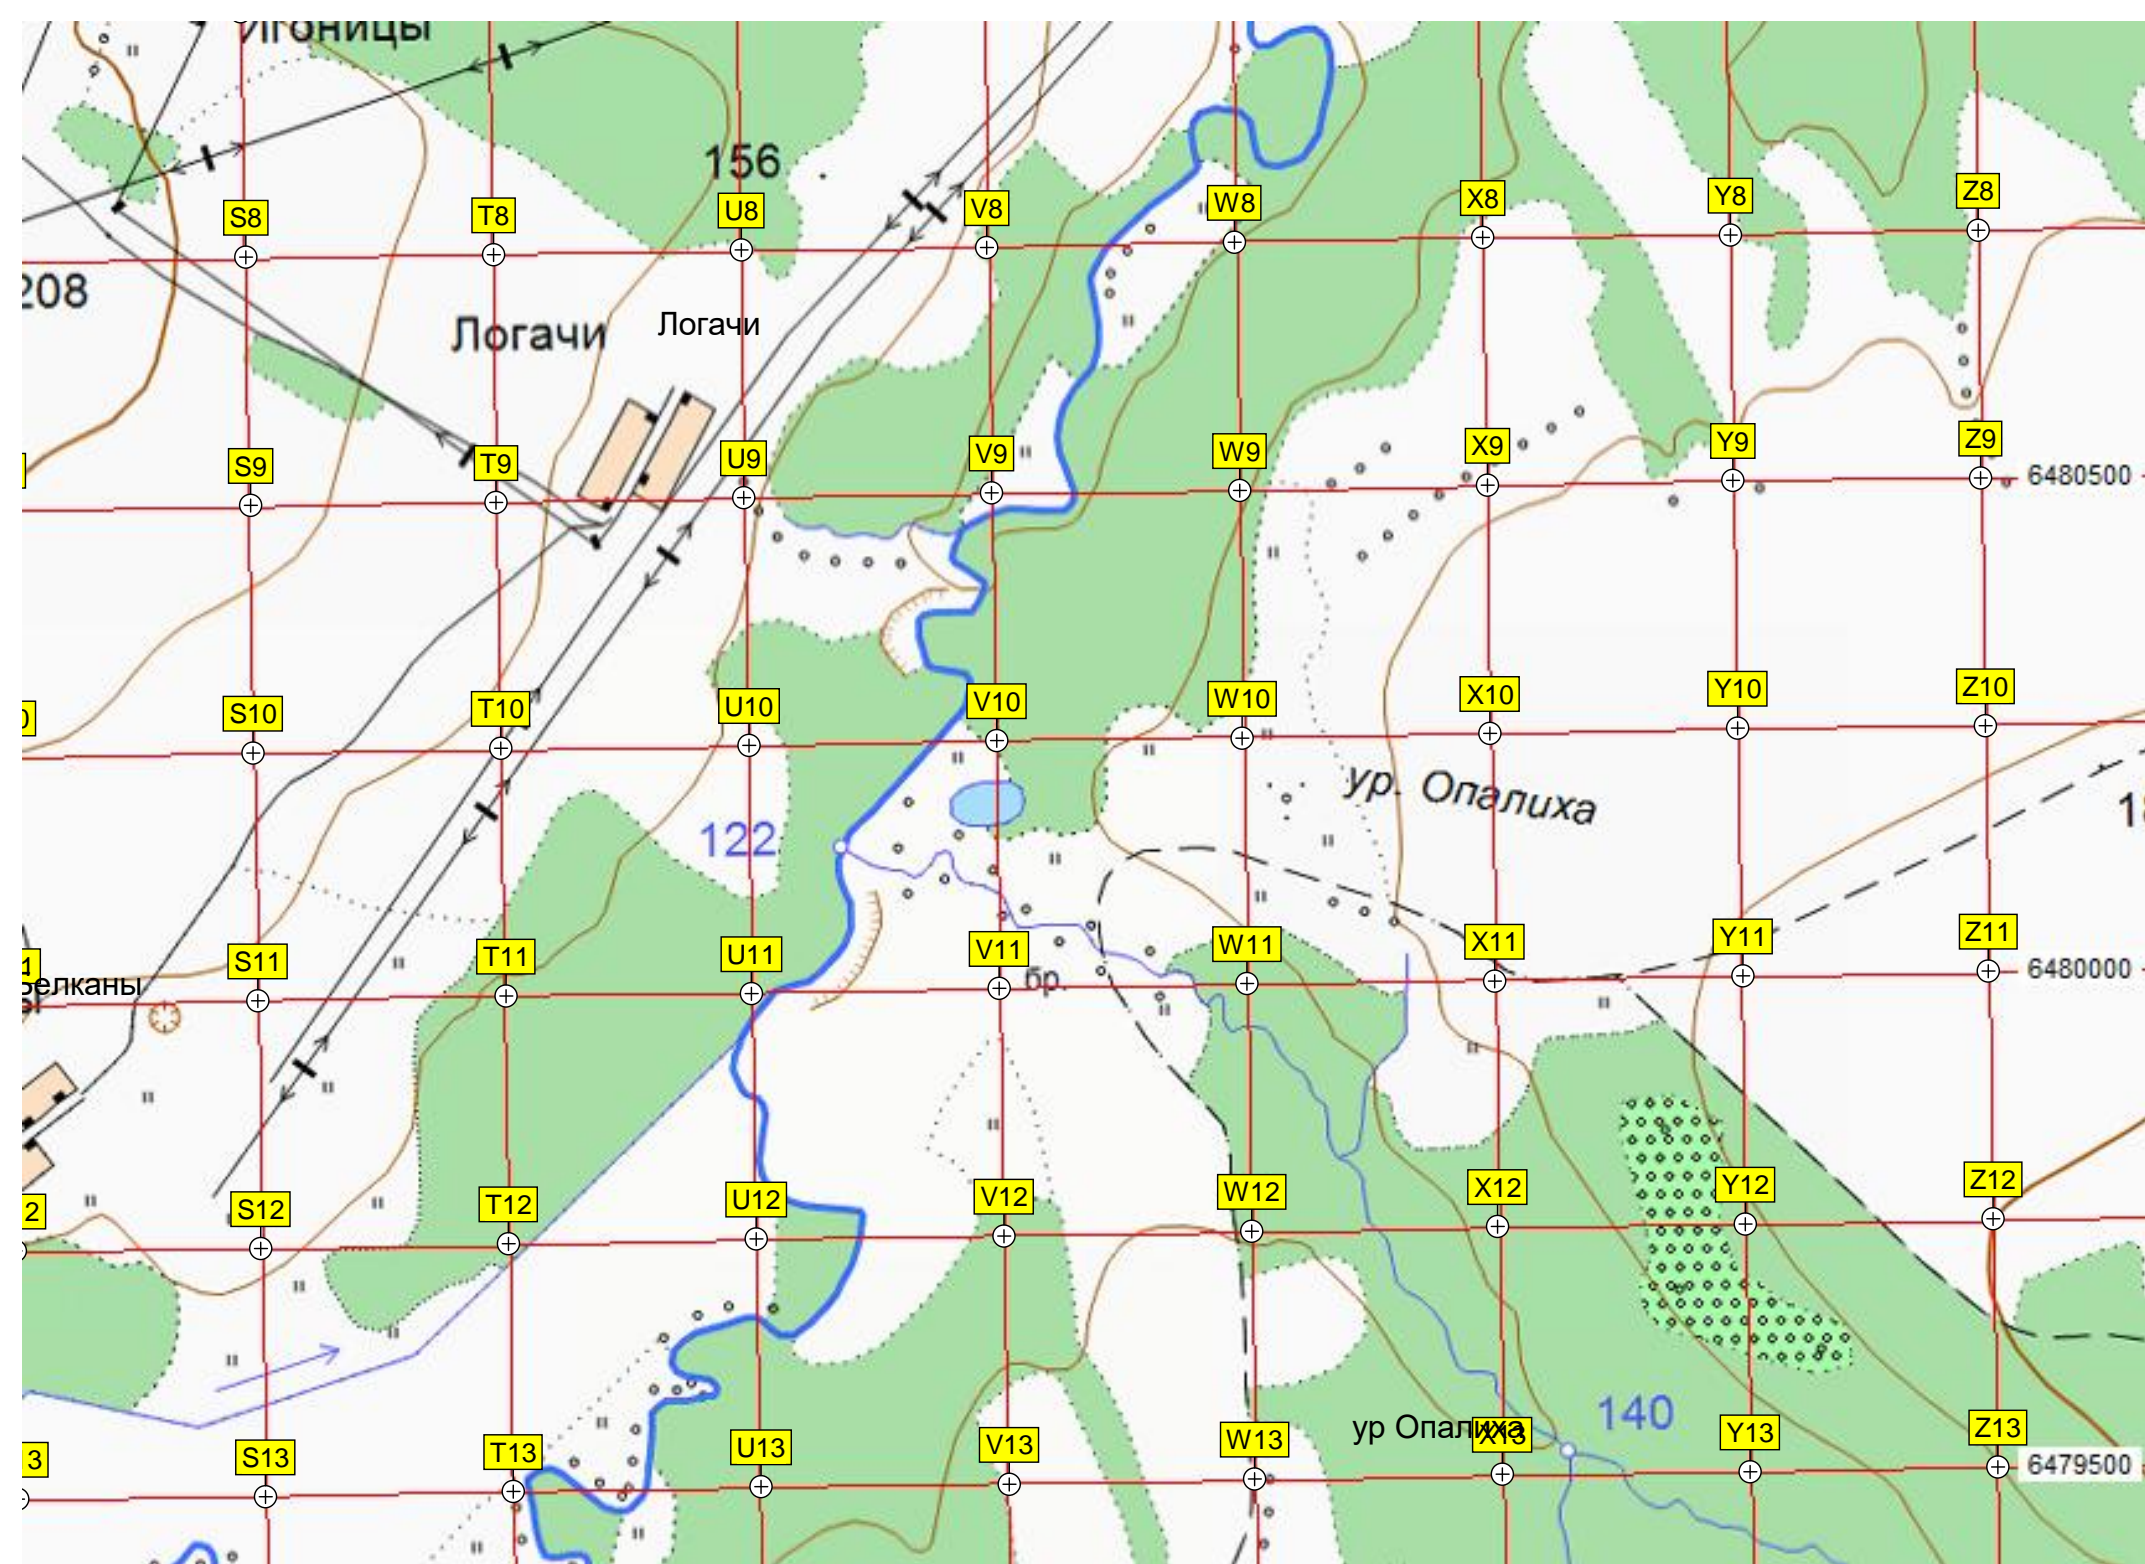 Игоницы
156
S8 T8 U8 V8 W8 X8 Y8 Z8
208
Логачи Логачи
S9 T9 U9 V9 W9 X9 Y9 Z9 6480500
S10 T10 U10 V10 W10 X10 Y10 Z10
ур. Опалиха
122
S11 T11 U11 V11 W11 X11 Y11 Z11 6480000
елканы
бр.
S12 T12 U12 V12 W12 X12 Y12 Z12
140
ур Опалиха
S13 T13 U13 V13 W13 X13 Y13 Z13 6479500